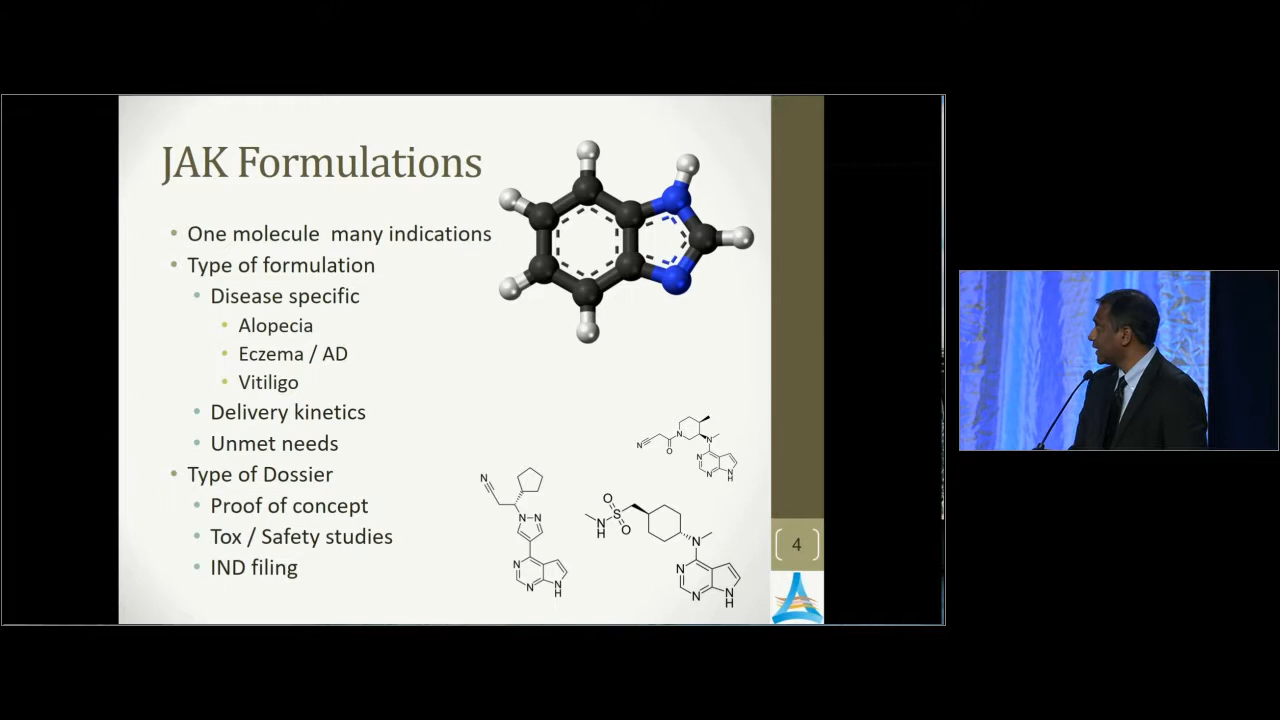 JAK Formulations
One molecule many indications
Type of formulation
Disease specific
Alopecia
Eczema / AD
Vitiligo
Delivery kinetics
Unmet needs
Type of Dossier
Proof of concept
Tox / Safety studies
IND filing
N
N
O
N
N
N
N
H
N
N
N
N
N
N
H
O
S
O
N
H
N
N
N
N
H
4